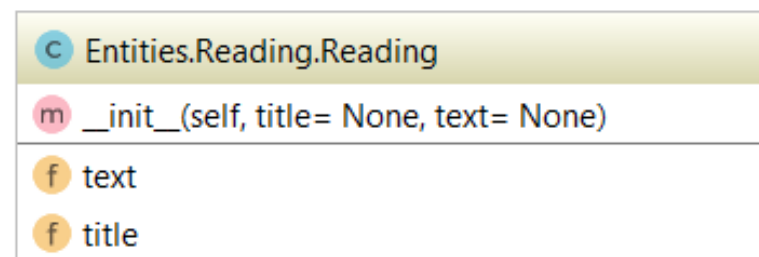 C Entities.Reading.Reading
m __init__(self, title= None, text= None)
f text
f title